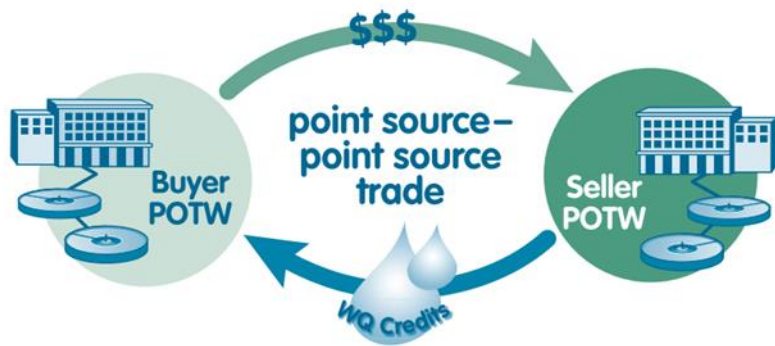 $$$
point source–
point source
trade
Buyer
POTW
Seller
POTW
WQ Credits